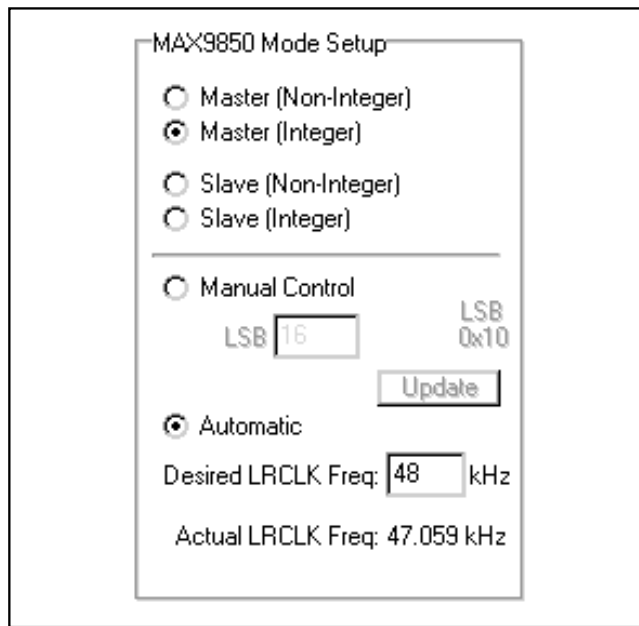 MAX9850 Mode Setup
Master (Non-Integer)
Master (Integer)
Slave (Non-Integer)
Slave (Integer)
Manual Control
LSB 16
LSB
0x10
Update
Automatic
Desired LRCLK Freq: 48 kHz
Actual LRCLK Freq: 47.059 kHz